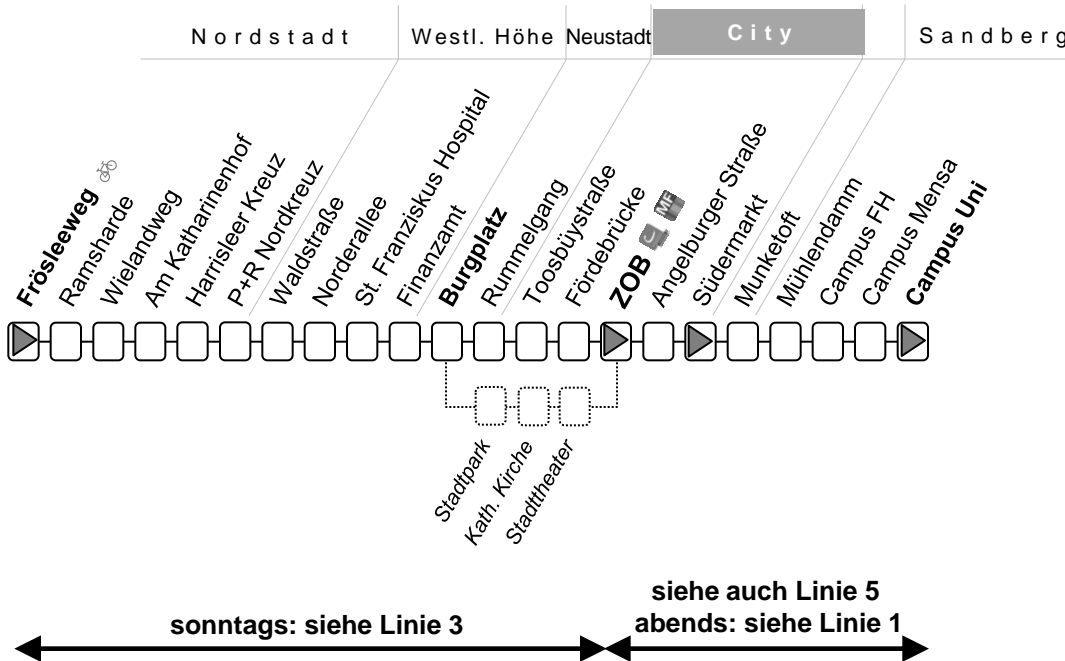 Nordstadt
Westl. Höhe
Neustadt
City
Sandberg
Frösleeweg
Ramsharde
Wielandweg
Am Katharinenhof
Harrisleer Kreuz
P+R Nordkreuz
Waldstraße
Norderallee
St. Franziskus Hospital
Finanzamt
Burgplatz
Rummelgang
Toosbüystraße
Fördebrücke
ZOB
MF
Angelburger Straße
Südermarkt
Munketoft
Mühlendamm
Campus FH
Campus Mensa
Campus Uni
Stadtpark
Kath. Kirche
Stadttheater
sonntags: siehe Linie 3
siehe auch Linie 5
abends: siehe Linie 1